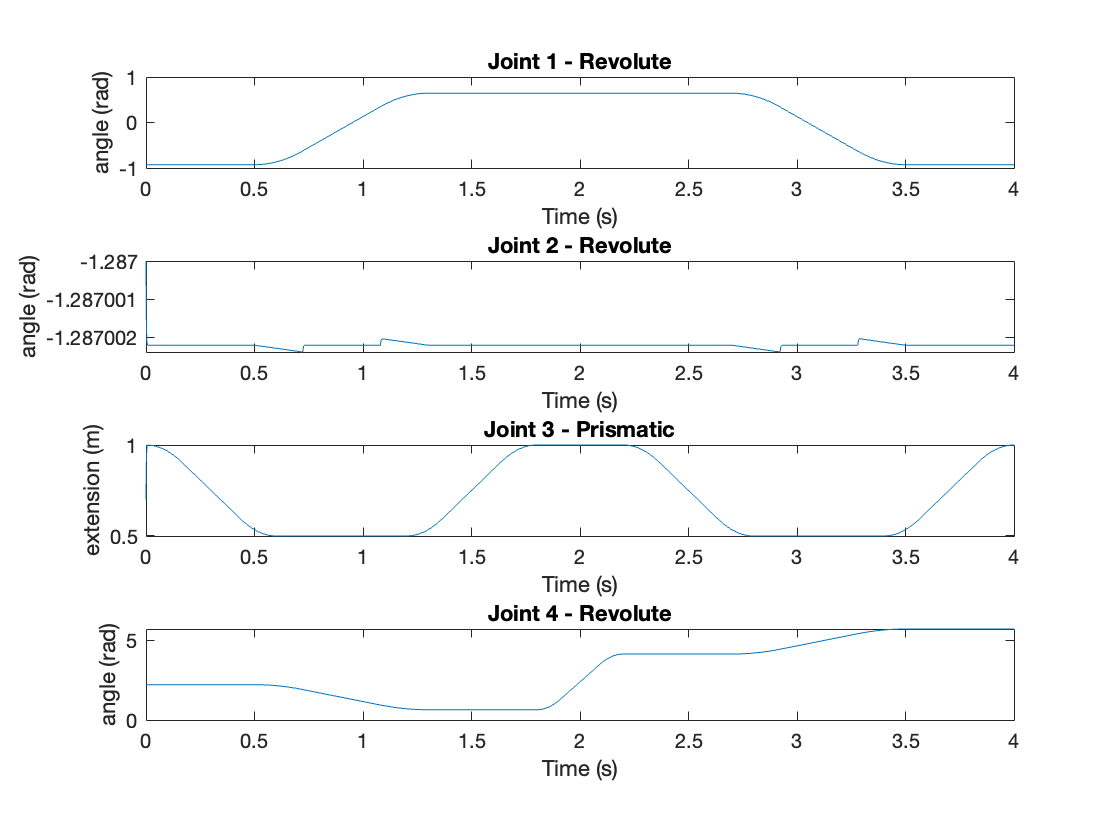 Joint 1 - Revolute
angle (rad)
1
0
-1
0 0.5 1 1.5 2 2.5 3 3.5 4
Time (s)
Joint 2 - Revolute
angle (rad)
-1.287
-1.287001
-1.287002
0 0.5 1 1.5 2 2.5 3 3.5 4
Time (s)
Joint 3 - Prismatic
extension (m)
1
0.5
0 0.5 1 1.5 2 2.5 3 3.5 4
Time (s)
Joint 4 - Revolute
angle (rad)
5
0
0 0.5 1 1.5 2 2.5 3 3.5 4
Time (s)